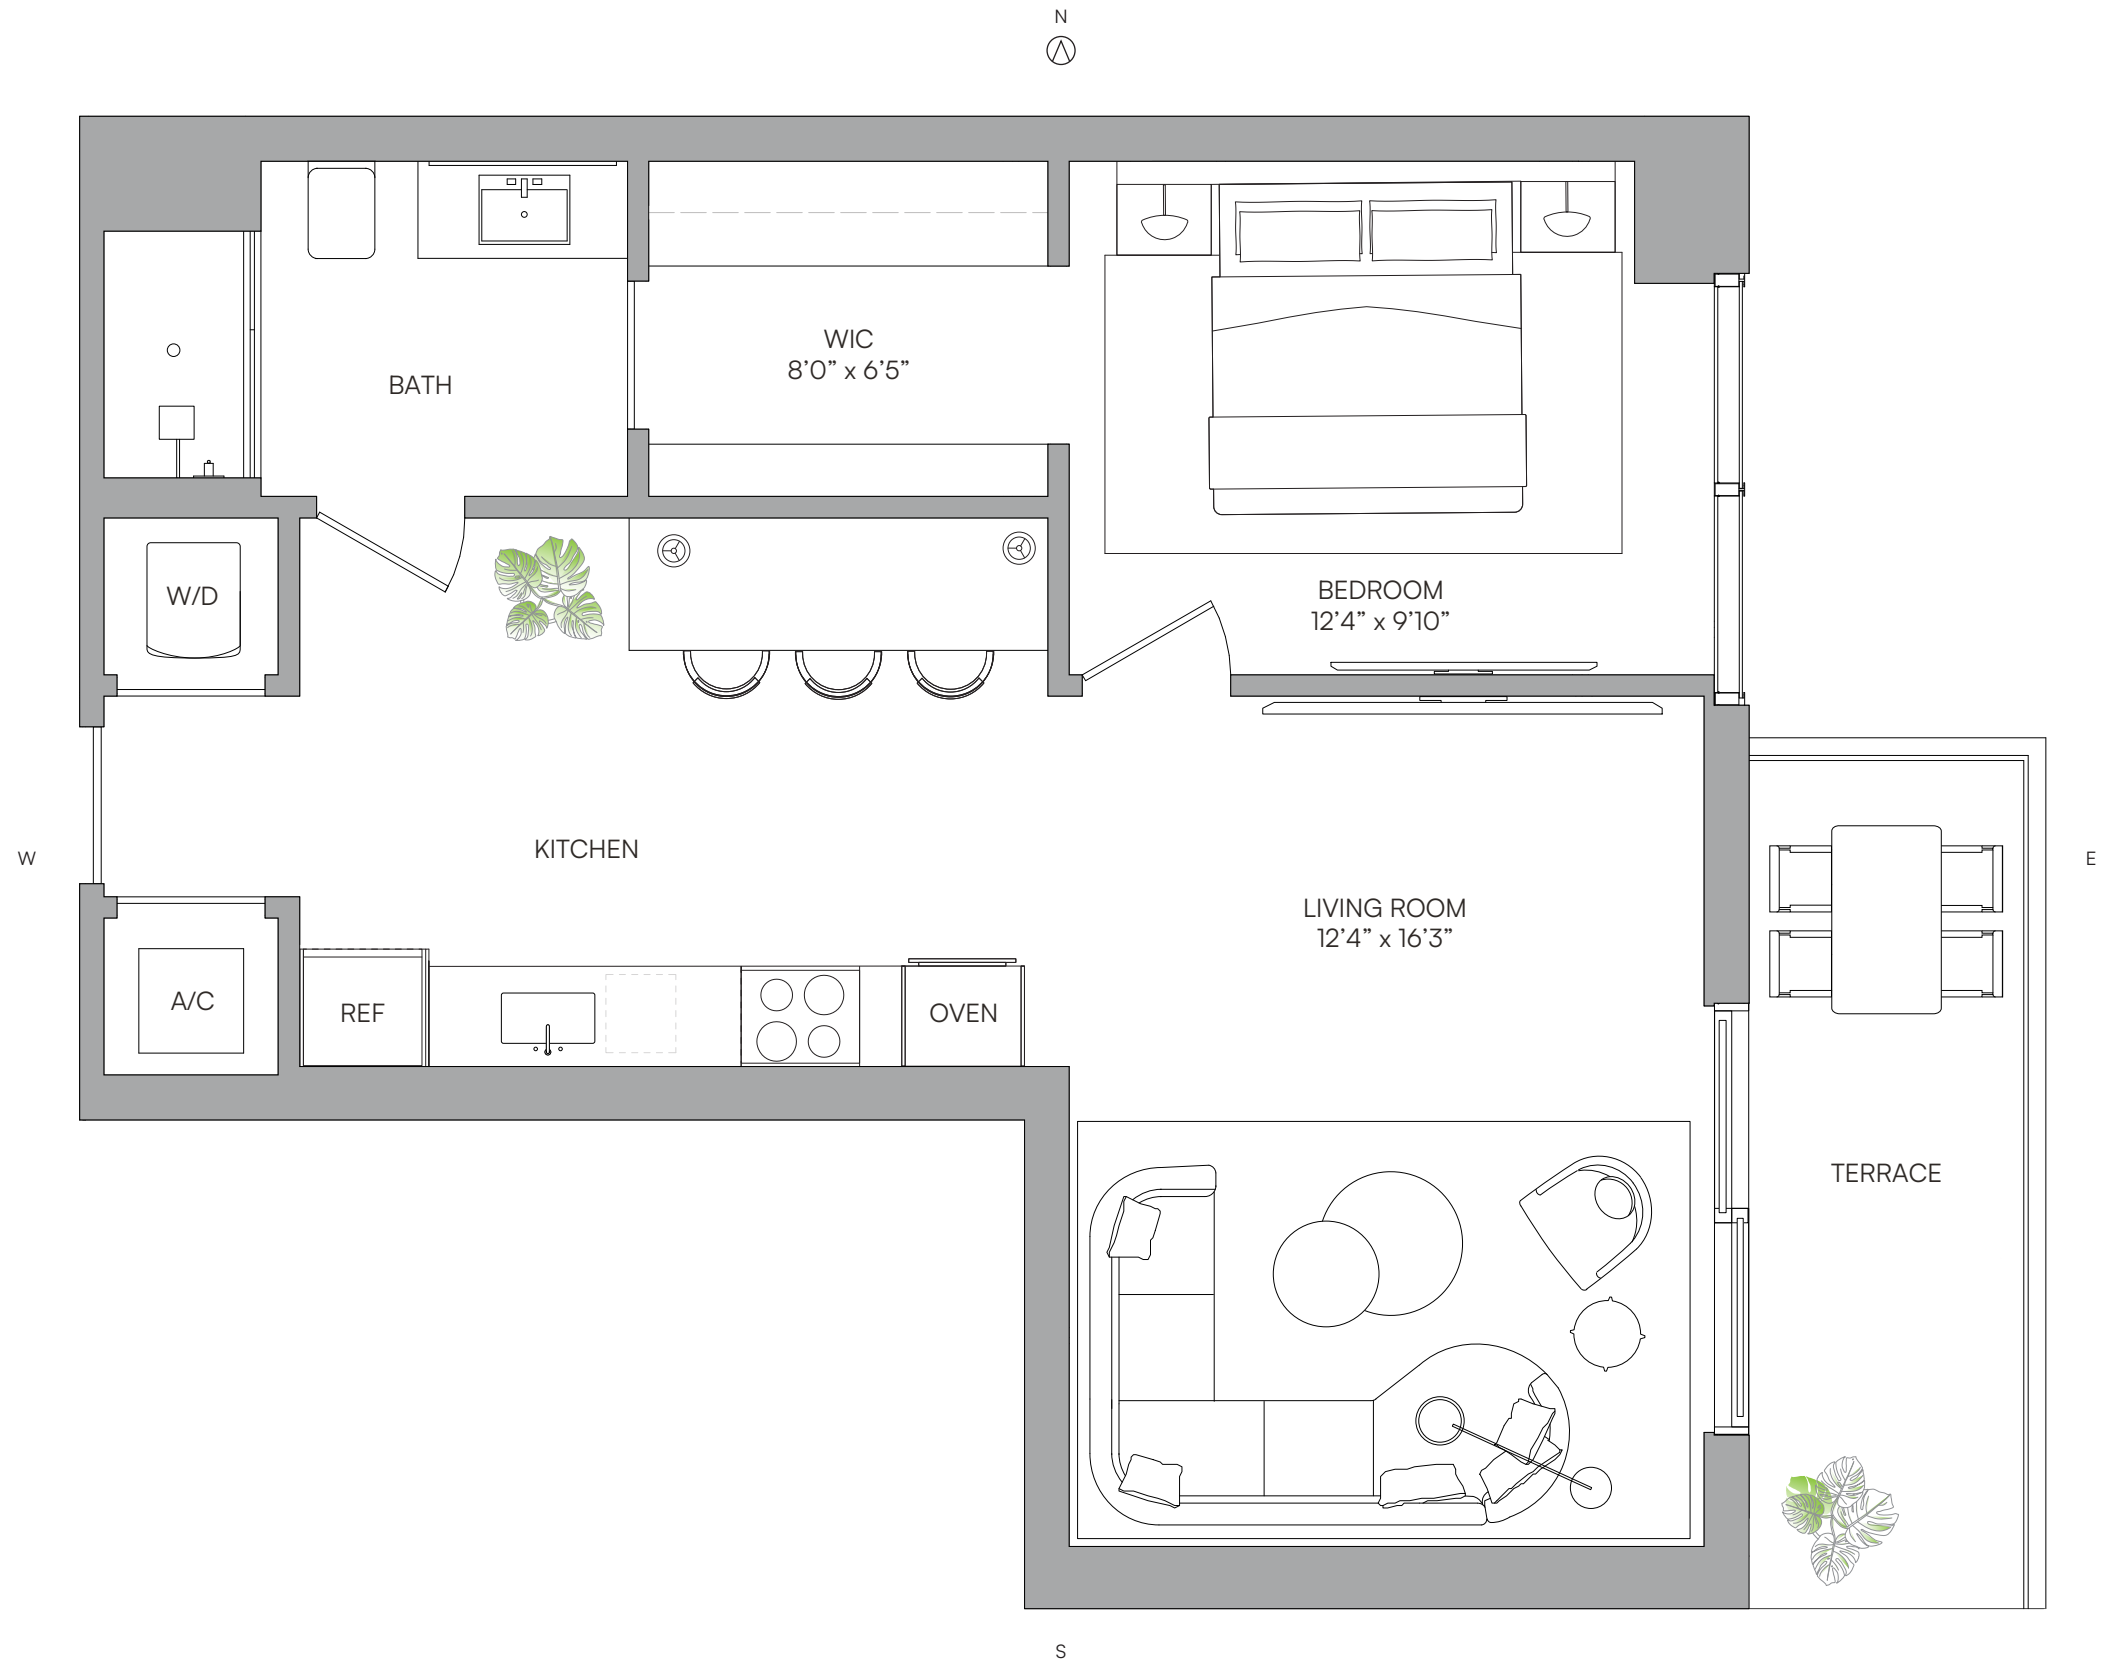 N
WIC
8’0” x 6’5”
BATH
BEDROOM
12’4” x 9’10”
W/D
KITCHEN
W
E
LIVING ROOM
12’4” x 16’3”
A/C
REF
OVEN
TERRACE
S